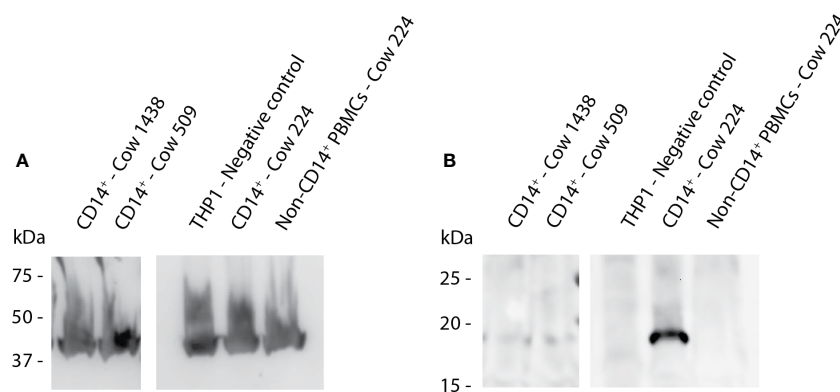 A
CD14+ - Cow 1438
CD14+ - Cow 509
THP1 - Negative control
CD14+ - Cow 224
Non-CD14+ PBMCs - Cow 224
kDa
75 -
50 -
37 -
B
CD14+ - Cow 1438
CD14+ - Cow 509
THP1 - Negative control
CD14+ - Cow 224
Non-CD14+ PBMCs - Cow 224
kDa
25 -
20 -
15 -